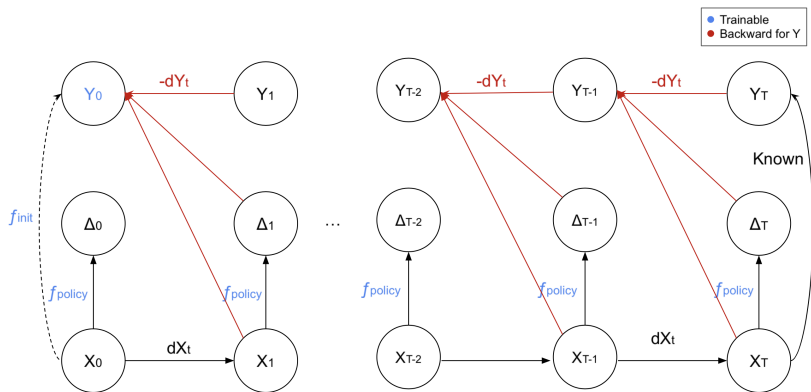 Trainable
Backward for Y
Y0 -dYt Y1 YT-2 -dYt YT-1 -dYt YT
Known
finit Δ0 Δ1 ... ΔT-2 ΔT-1 ΔT
fpolicy fpolicy fpolicy fpolicy fpolicy
X0 dXt X1 XT-2 XT-1 dXt XT